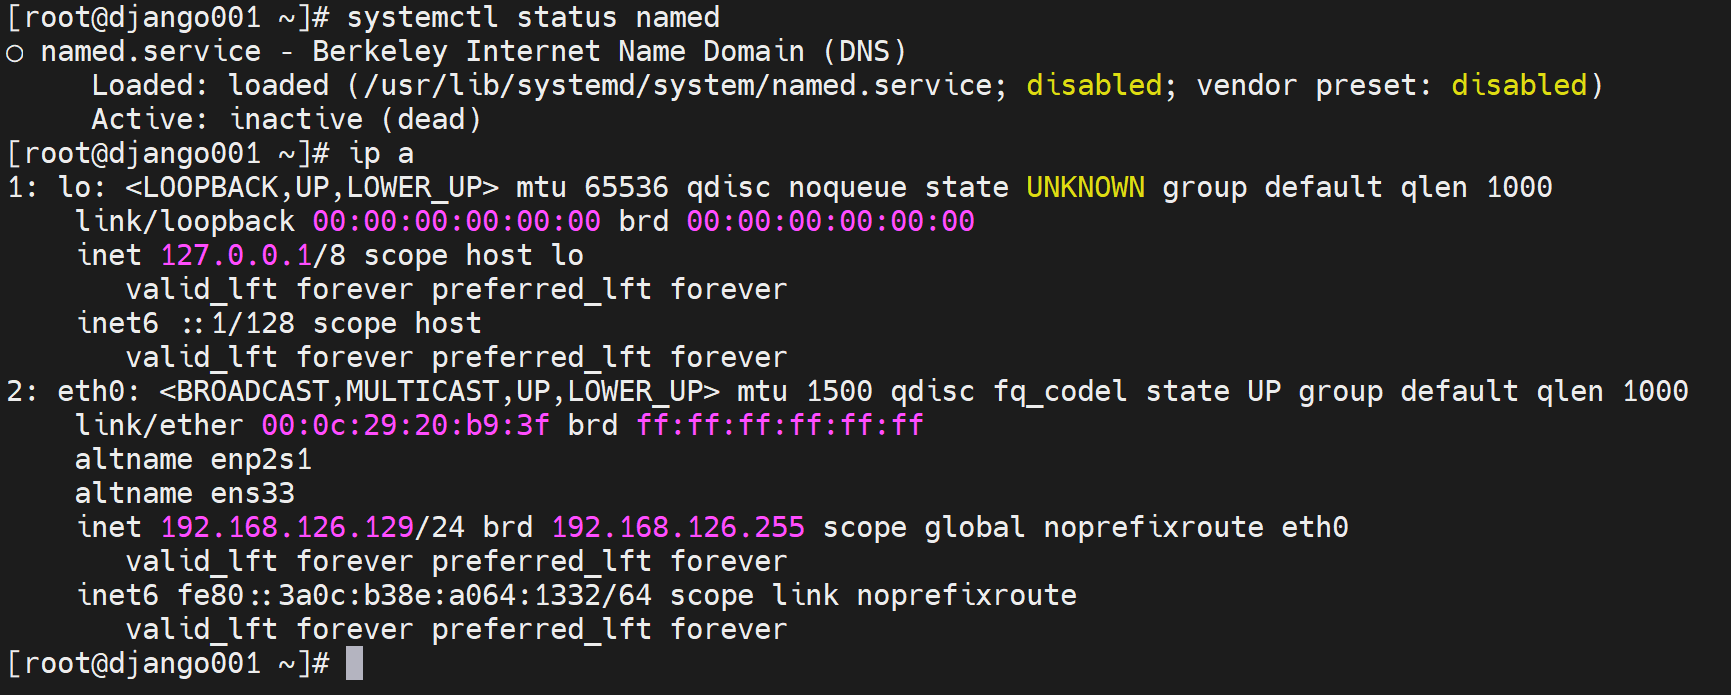 [root@django001 ~]# systemctl status named
○ named.service - Berkeley Internet Name Domain (DNS)
     Loaded: loaded (/usr/lib/systemd/system/named.service; disabled; vendor preset: disabled)
     Active: inactive (dead)
[root@django001 ~]# ip a
1: lo: <LOOPBACK,UP,LOWER_UP> mtu 65536 qdisc noqueue state UNKNOWN group default qlen 1000
    link/loopback 00:00:00:00:00:00 brd 00:00:00:00:00:00
    inet 127.0.0.1/8 scope host lo
       valid_lft forever preferred_lft forever
    inet6 ::1/128 scope host
       valid_lft forever preferred_lft forever
2: eth0: <BROADCAST,MULTICAST,UP,LOWER_UP> mtu 1500 qdisc fq_codel state UP group default qlen 1000
    link/ether 00:0c:29:20:b9:3f brd ff:ff:ff:ff:ff:ff
    altname enp2s1
    altname ens33
    inet 192.168.126.129/24 brd 192.168.126.255 scope global noprefixroute eth0
       valid_lft forever preferred_lft forever
    inet6 fe80::3a0c:b38e:a064:1332/64 scope link noprefixroute
       valid_lft forever preferred_lft forever
[root@django001 ~]#